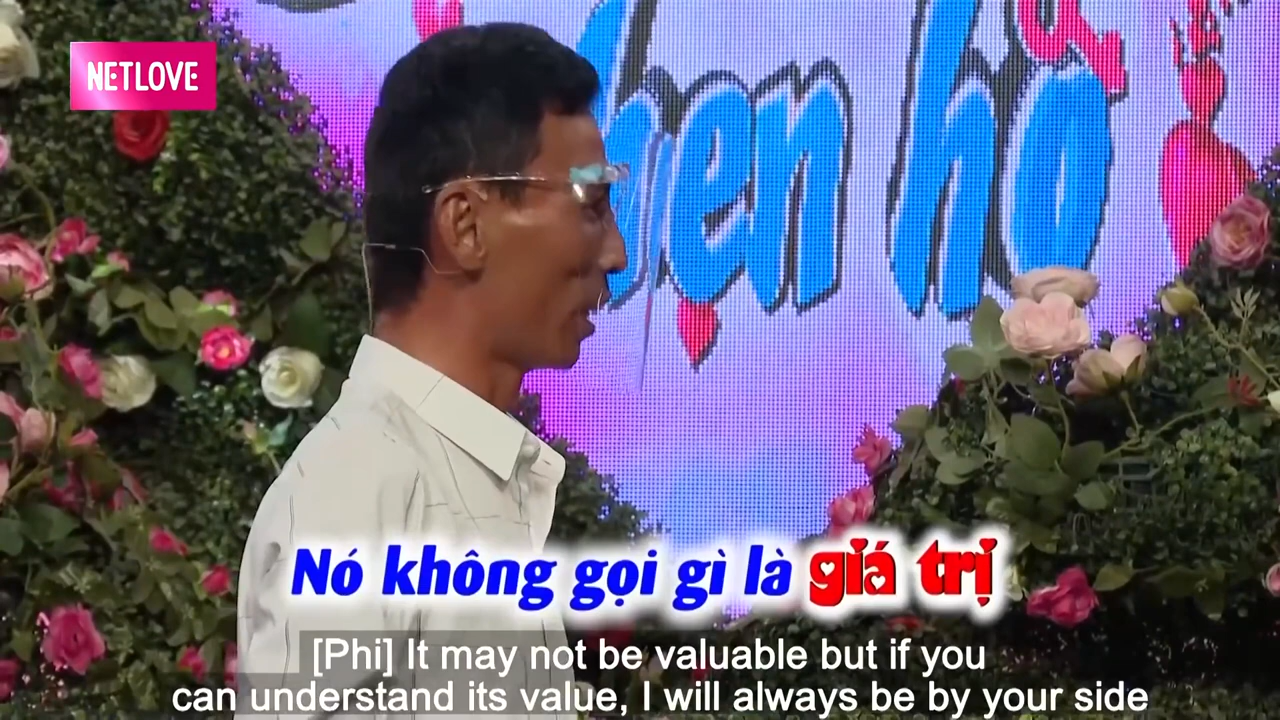 NETLOVE
hẹn hò
Nó không gọi gì là giá trị
[Phi] It may not be valuable but if you
can understand its value, I will always be by your side